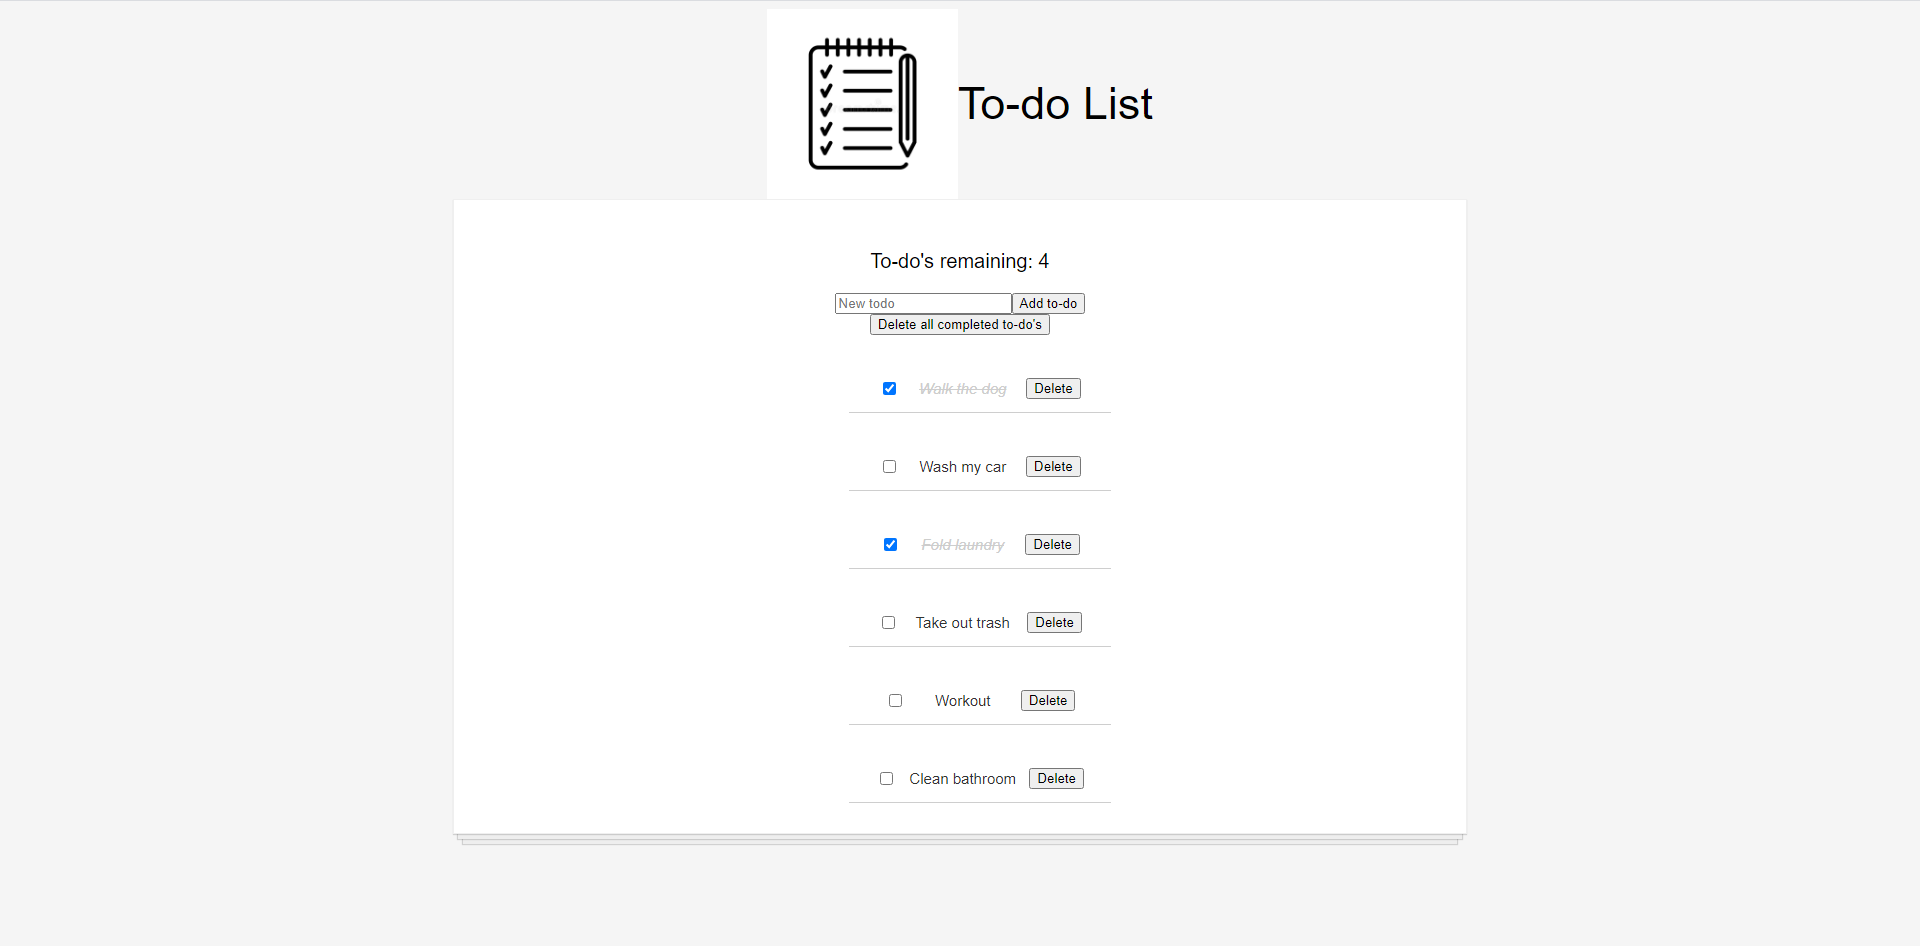 To-do List
To-do's remaining: 4
New todo Add to-do
Delete all completed to-do's
Walk the dog Delete
Wash my car Delete
Fold laundry Delete
Take out trash Delete
Workout Delete
Clean bathroom Delete